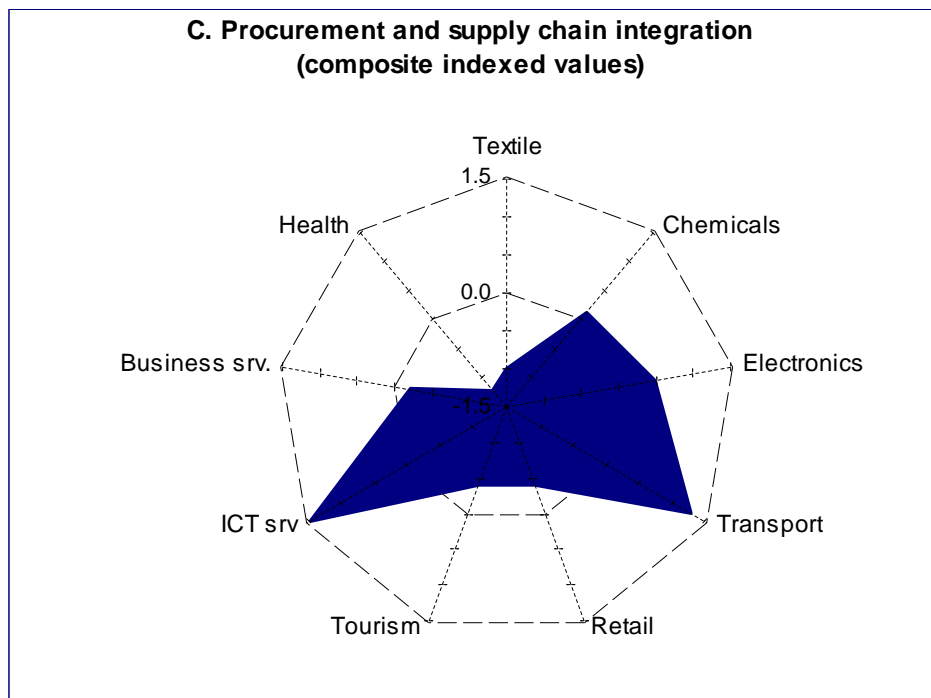 C. Procurement and supply chain integration
(composite indexed values)
Textile
1.5
Health
Chemicals
0.0
Business srv.
Electronics
-1.5
ICT srv
Transport
Tourism
Retail